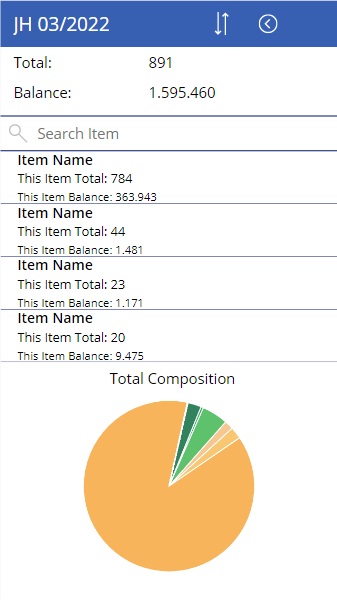 JH 03/2022
Total: 891
Balance: 1.595.460
Search Item
Item Name
This Item Total: 784
This Item Balance: 363.943
Item Name
This Item Total: 44
This Item Balance: 1.481
Item Name
This Item Total: 23
This Item Balance: 1.171
Item Name
This Item Total: 20
This Item Balance: 9.475
Total Composition